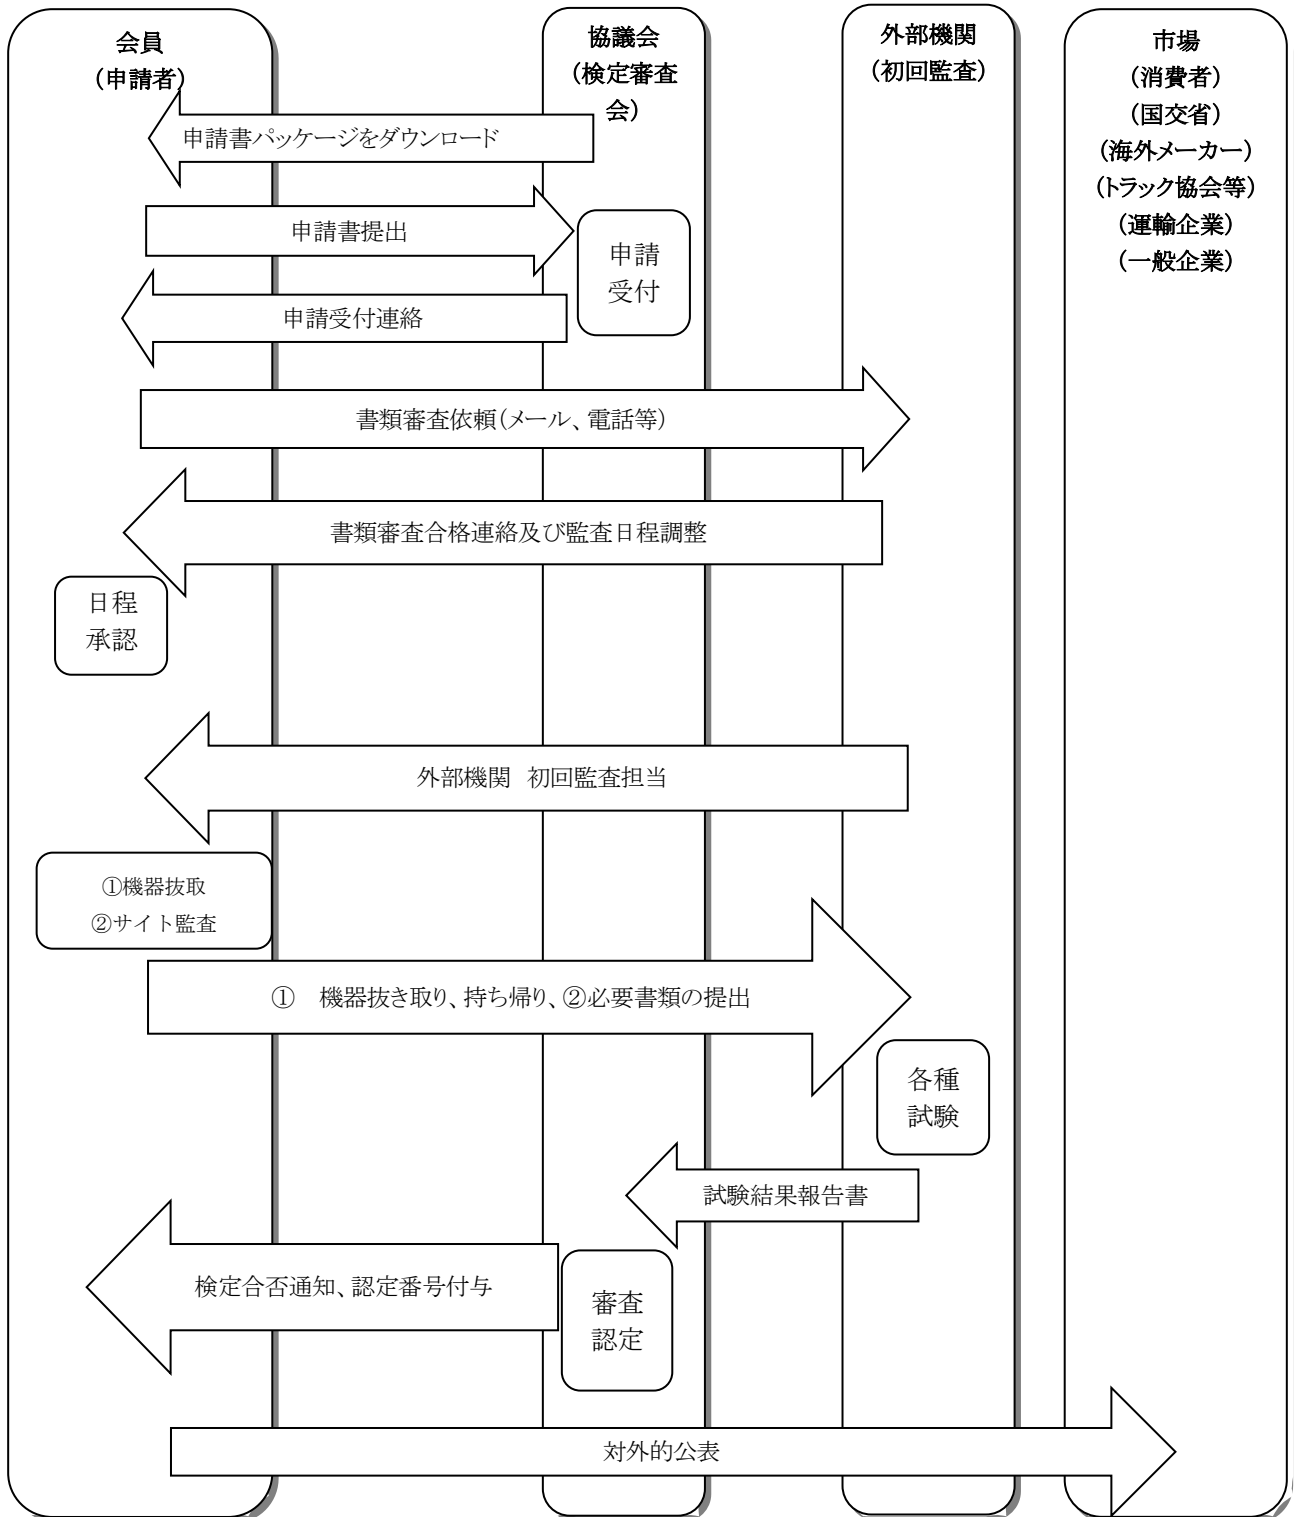 会員
（申請者）
協議会
（検定審査
会）
外部機関
（初回監査）
市場
（消費者）
（国交省）
（海外メーカー）
（トラック協会等）
（運輸企業）
（一般企業）
申請書パッケージをダウンロード
申請書提出
申請
受付
申請受付連絡
書類審査依頼（メール、電話等）
書類審査合格連絡及び監査日程調整
日程
承認
外部機関　初回監査担当
①機器抜取
②サイト監査
①　機器抜き取り、持ち帰り、②必要書類の提出
各種
試験
試験結果報告書
検定合否通知、認定番号付与
審査
認定
対外的公表